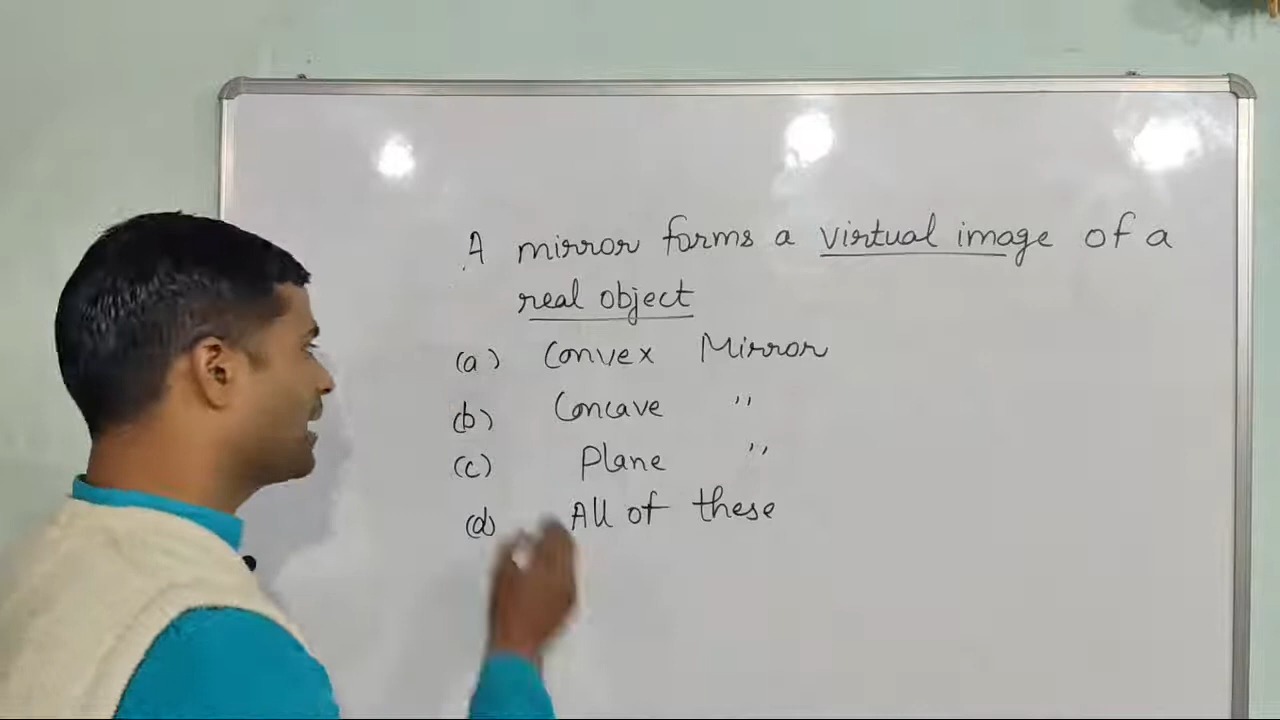 A mirror forms a virtual image of a
real object
(a) Convex Mirror
(b) Concave "
(c) Plane "
(d) All of these